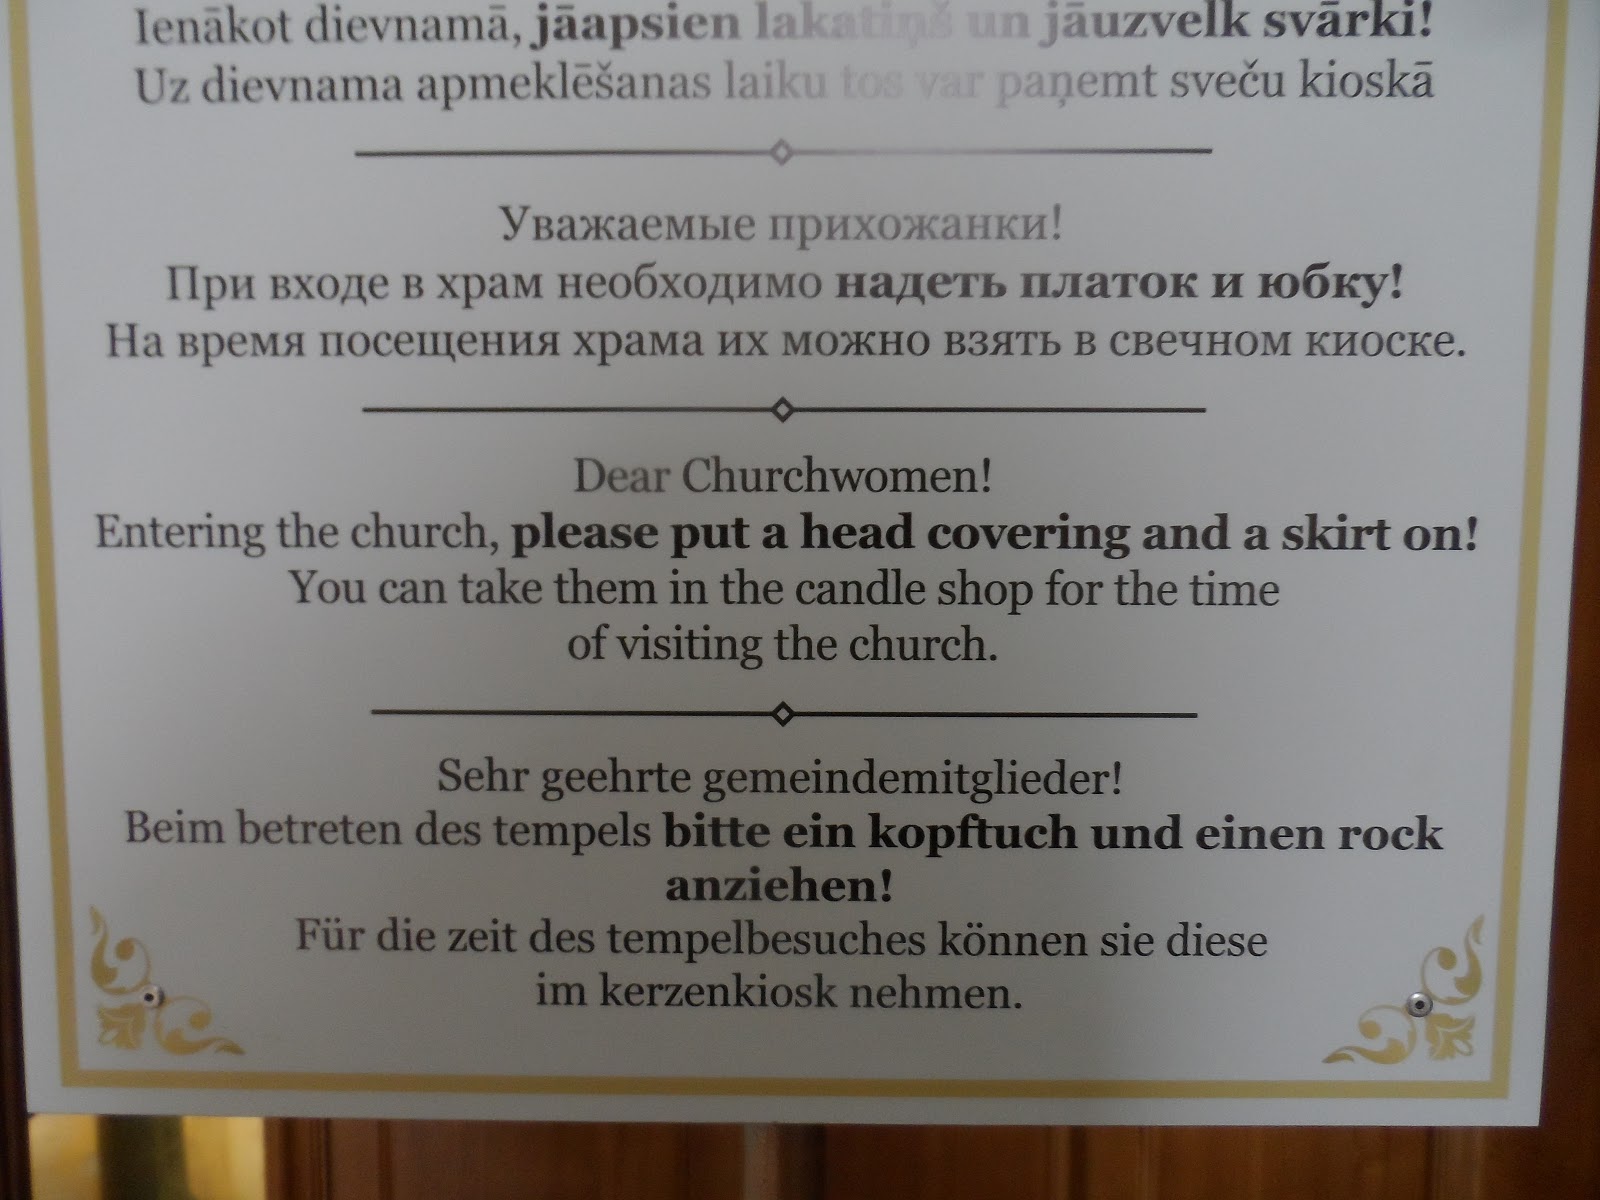 Ienākot dievnamā, jāapsien lakatiņš un jāuzvelk svārki!
Uz dievnama apmeklēšanas laiku tos var paņemt sveču kioskā
Уважаемые прихожанки!
При входе в храм необходимо надеть платок и юбку!
На время посещения храма их можно взять в свечном киоске.
Dear Churchwomen!
Entering the church, please put a head covering and a skirt on!
You can take them in the candle shop for the time
of visiting the church.
Sehr geehrte gemeindemitglieder!
Beim betreten des tempels bitte ein kopftuch und einen rock
anziehen!
Für die zeit des tempelbesuches können sie diese
im kerzenkiosk nehmen.